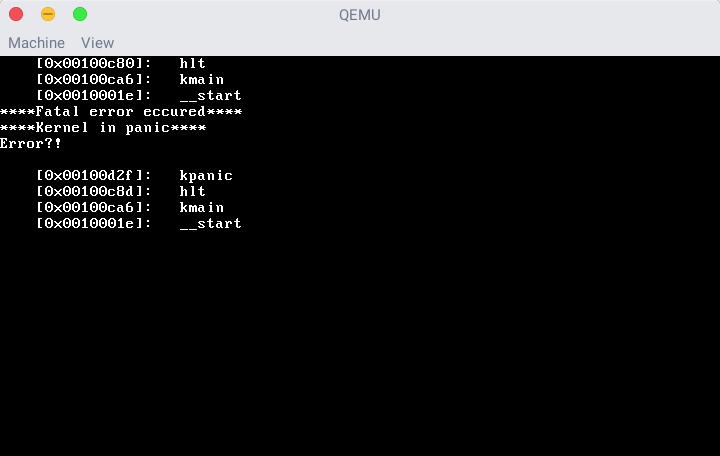 QEMU
Machine View
[0x00100c80]: hlt
[0x00100ca6]: kmain
[0x0010001e]: __start
****Fatal error eccured****
****Kernel in panic****
Error?!
[0x00100d2f]: kpanic
[0x00100c8d]: hlt
[0x00100ca6]: kmain
[0x0010001e]: __start